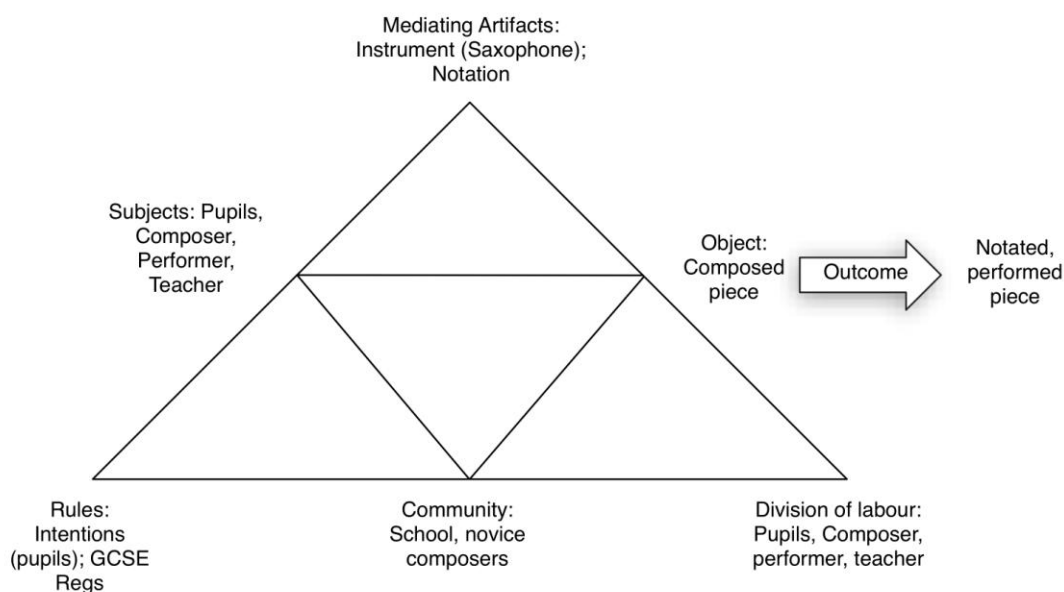 Mediating Artifacts:
Instrument (Saxophone);
Notation
Subjects: Pupils,
Composer,
Performer,
Teacher
Object:
Composed
piece
Outcome
Notated,
performed
piece
Rules:
Intentions
(pupils); GCSE
Regs
Community:
School, novice
composers
Division of labour:
Pupils, Composer,
performer, teacher